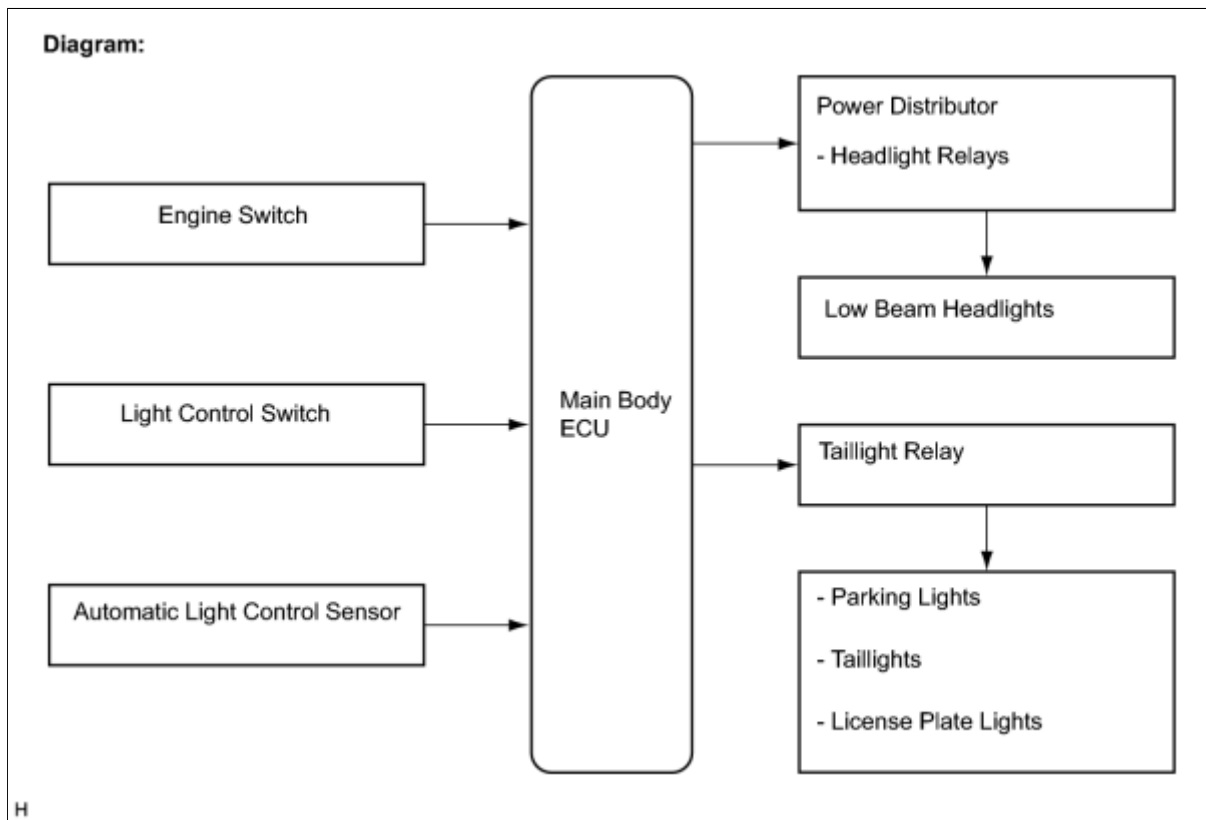 Diagram:
Engine Switch
Light Control Switch
Automatic Light Control Sensor
Main Body
ECU
Power Distributor
- Headlight Relays
Low Beam Headlights
Taillight Relay
- Parking Lights
- Taillights
- License Plate Lights
H